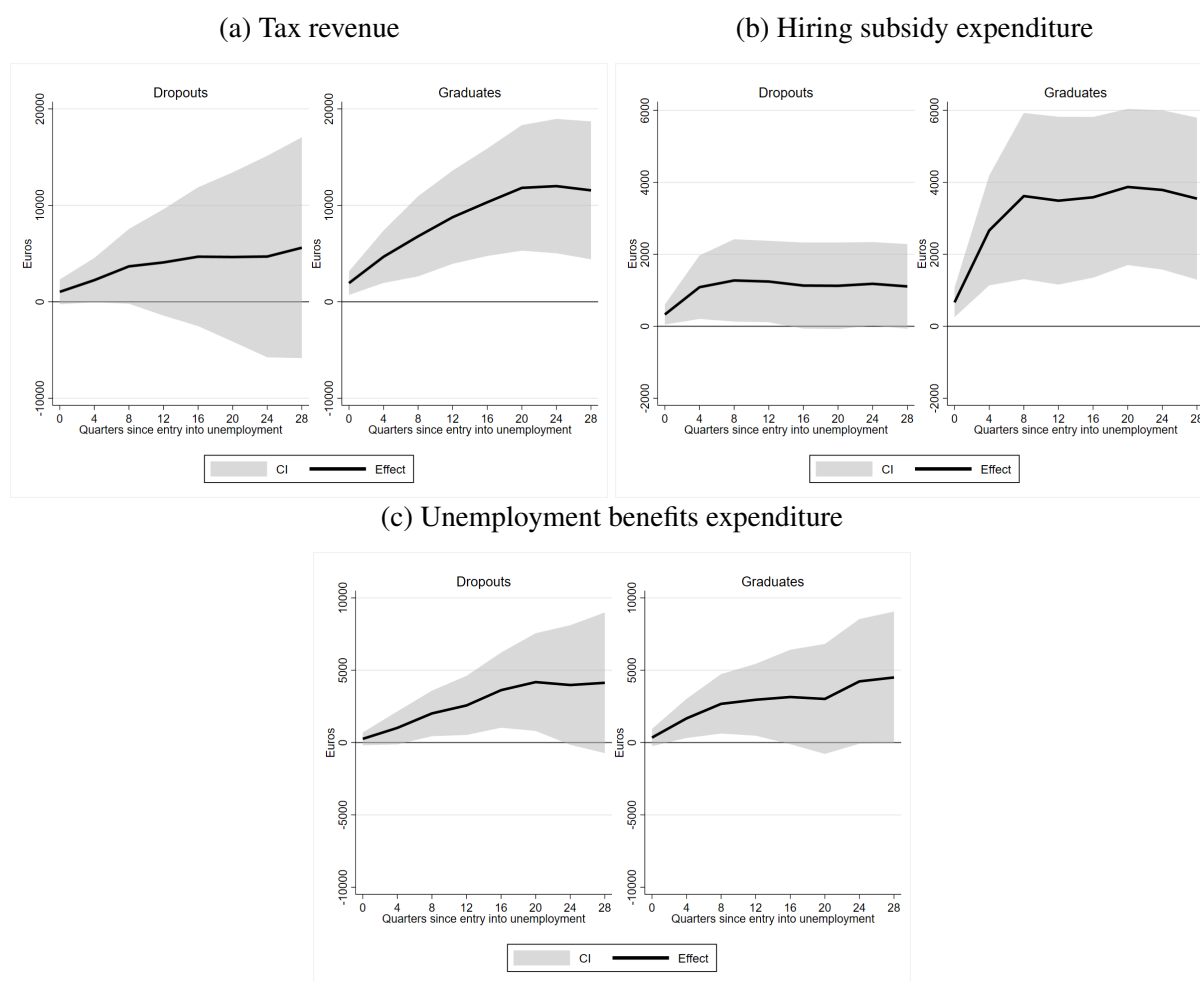 (a) Tax revenue
Dropouts
Graduates
Euros
-10000
0
10000
20000
0 4 8 12 16 20 24 28
Quarters since entry into unemployment
Euros
-10000
0
10000
20000
0 4 8 12 16 20 24 28
Quarters since entry into unemployment
CI Effect
(b) Hiring subsidy expenditure
Dropouts
Graduates
Euros
-2000
0
2000
4000
6000
0 4 8 12 16 20 24 28
Quarters since entry into unemployment
Euros
-2000
0
2000
4000
6000
0 4 8 12 16 20 24 28
Quarters since entry into unemployment
CI Effect
(c) Unemployment benefits expenditure
Dropouts
Graduates
Euros
-10000
-5000
0
5000
10000
0 4 8 12 16 20 24 28
Quarters since entry into unemployment
Euros
-10000
-5000
0
5000
10000
0 4 8 12 16 20 24 28
Quarters since entry into unemployment
CI Effect